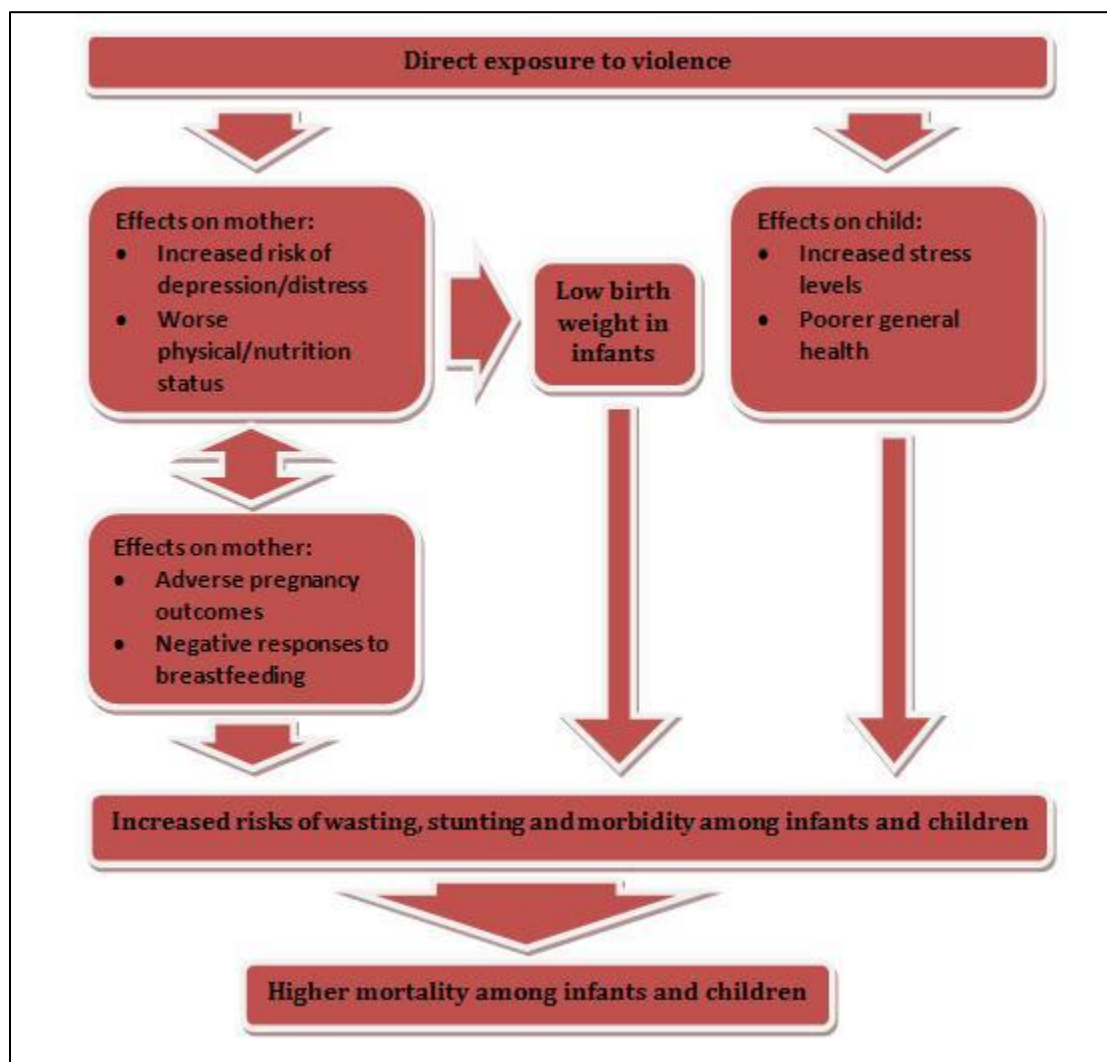 Direct exposure to violence
Effects on mother:
• Increased risk of
depression/distress
• Worse
physical/nutrition
status
Low birth
weight in
infants
Effects on child:
• Increased stress
levels
• Poorer general
health
Effects on mother:
• Adverse pregnancy
outcomes
• Negative responses to
breastfeeding
Increased risks of wasting, stunting and morbidity among infants and children
Higher mortality among infants and children